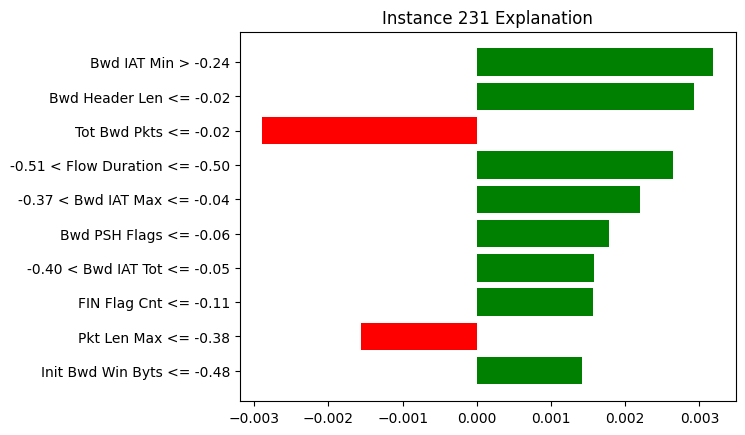 Instance 231 Explanation
Bwd IAT Min > -0.24
Bwd Header Len <= -0.02
Tot Bwd Pkts <= -0.02
-0.51 < Flow Duration <= -0.50
-0.37 < Bwd IAT Max <= -0.04
Bwd PSH Flags <= -0.06
-0.40 < Bwd IAT Tot <= -0.05
FIN Flag Cnt <= -0.11
Pkt Len Max <= -0.38
Init Bwd Win Byts <= -0.48
−0.003 −0.002 −0.001 0.000 0.001 0.002 0.003